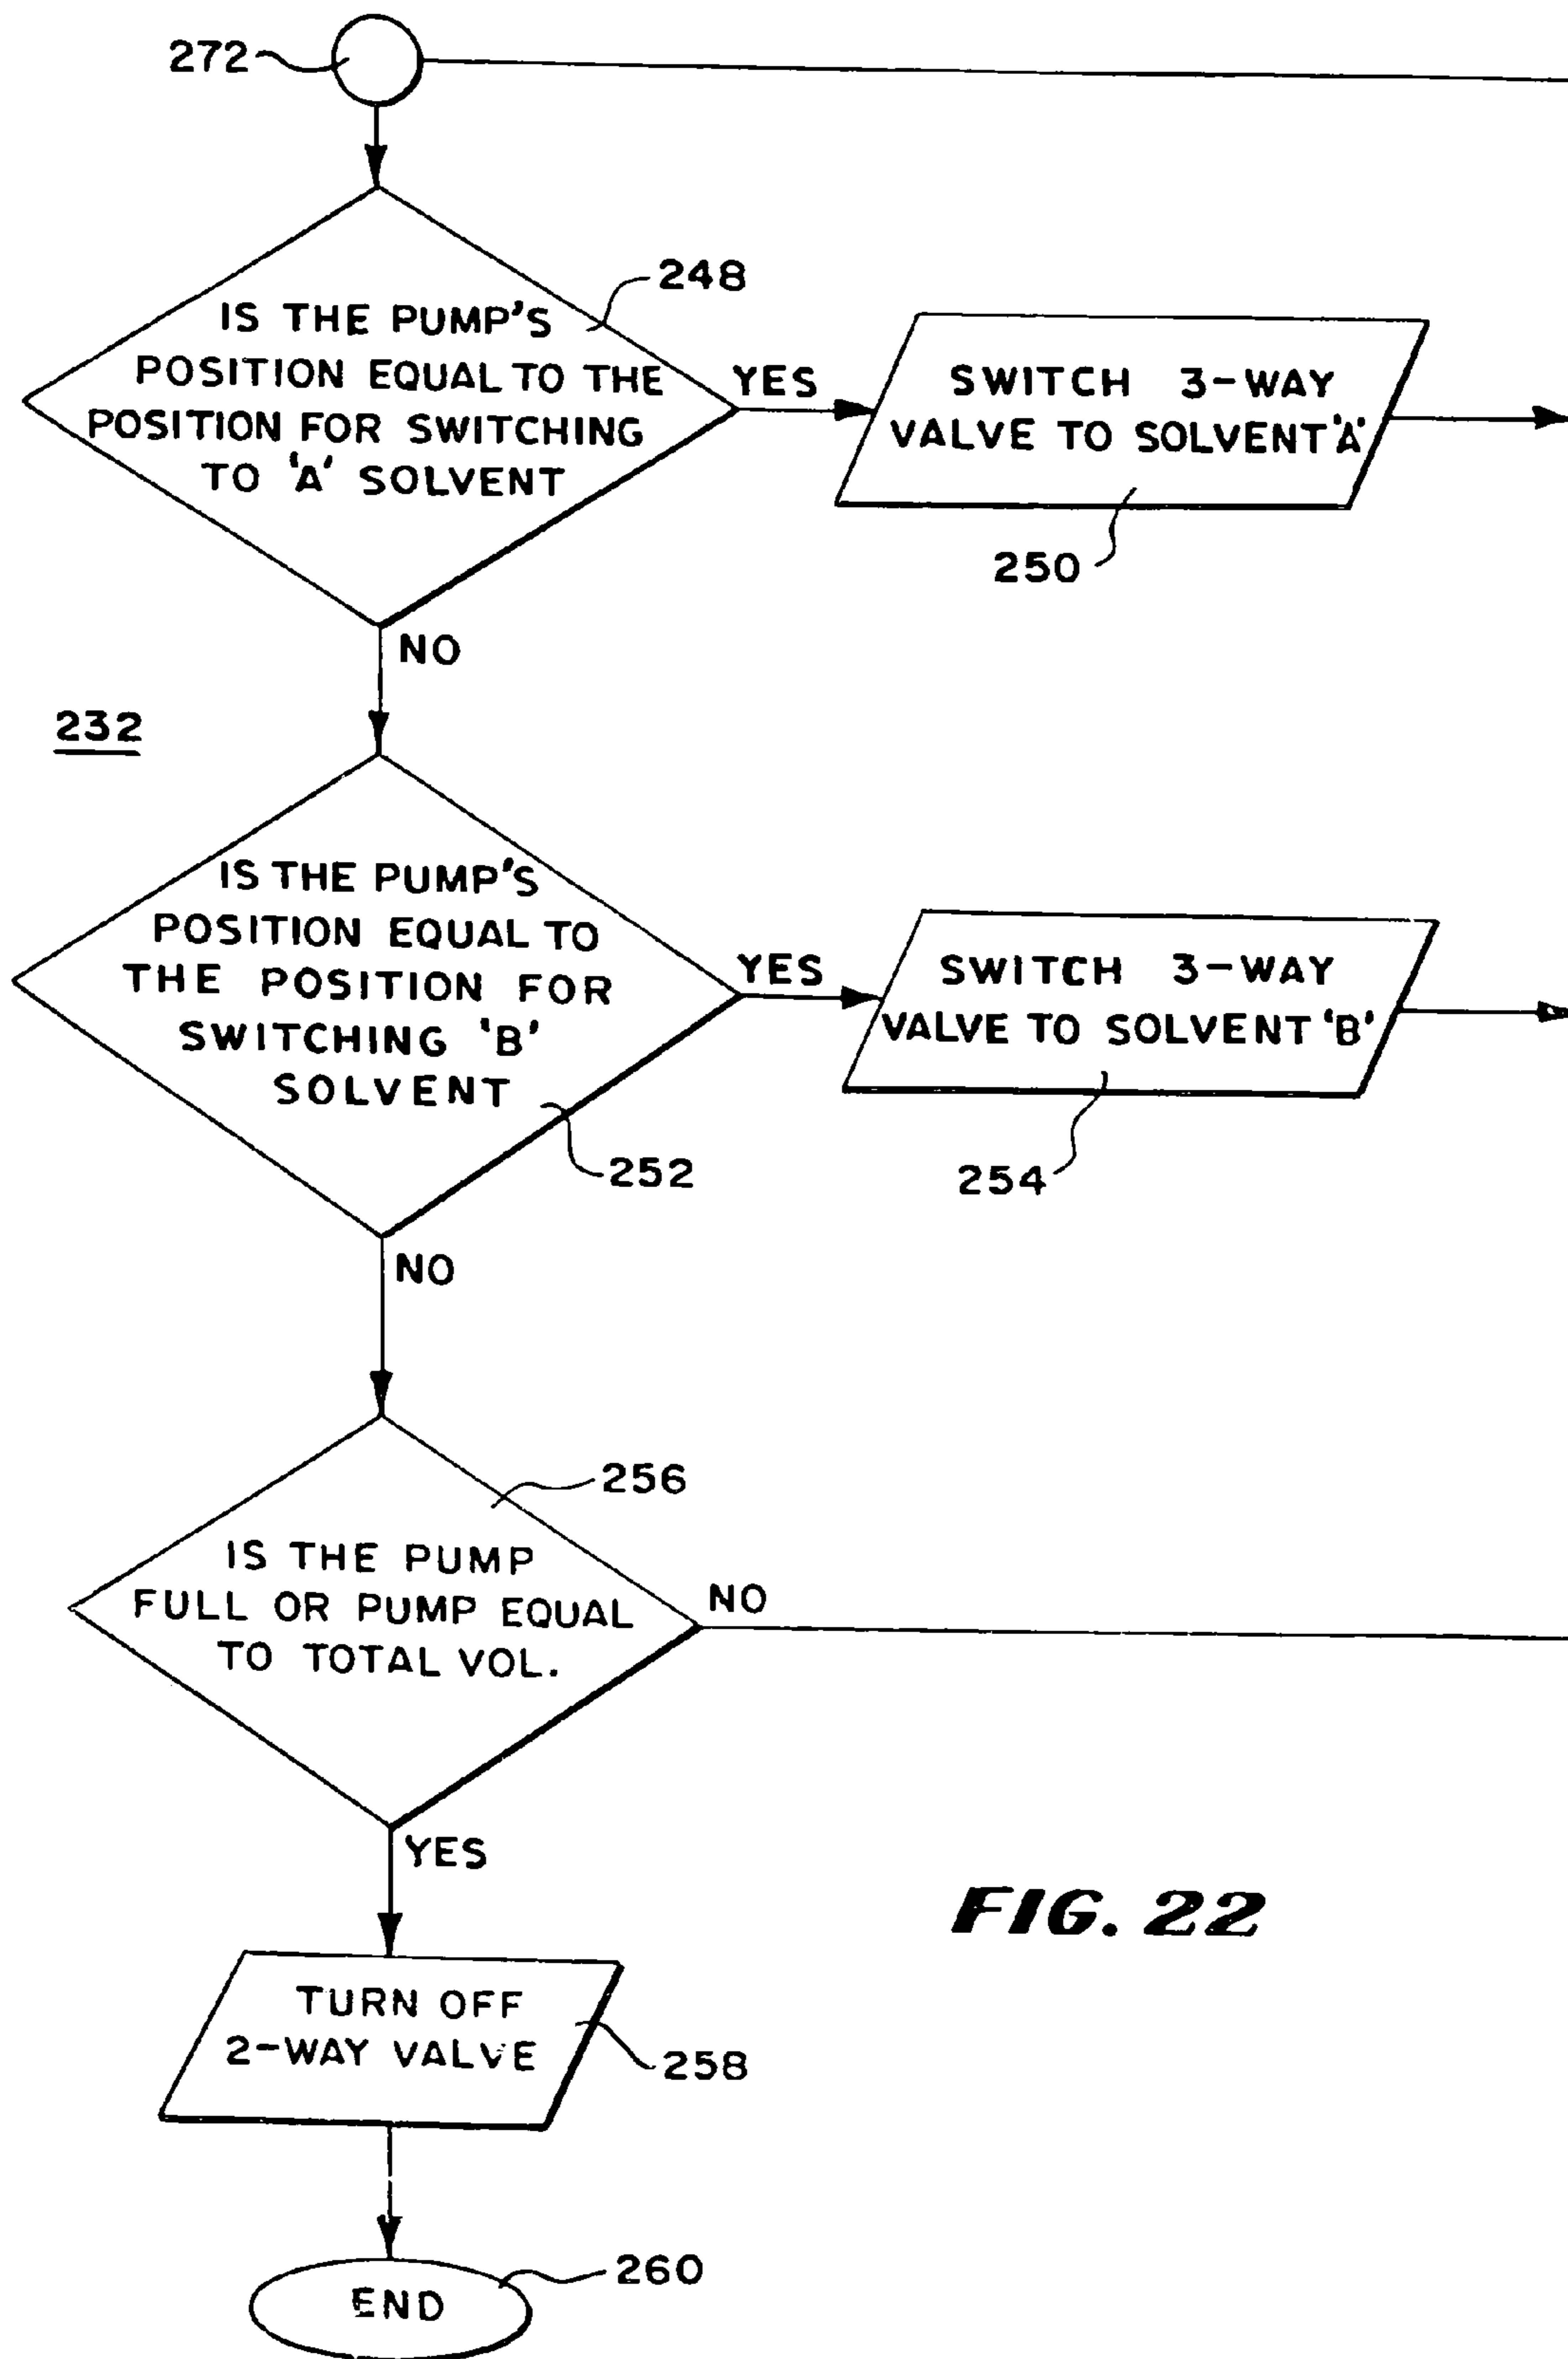 272
248
IS THE PUMP'S
POSITION EQUAL TO THE
POSITION FOR SWITCHING
TO 'A' SOLVENT
YES
SWITCH 3-WAY
VALVE TO SOLVENT 'A'
250
NO
232
IS THE PUMP'S
POSITION EQUAL TO
THE POSITION FOR
SWITCHING 'B'
SOLVENT
YES
SWITCH 3-WAY
VALVE TO SOLVENT 'B'
252
254
NO
256
IS THE PUMP
FULL OR PUMP EQUAL
TO TOTAL VOL.
NO
YES
FIG. 22
TURN OFF
2-WAY VALVE
258
260
END